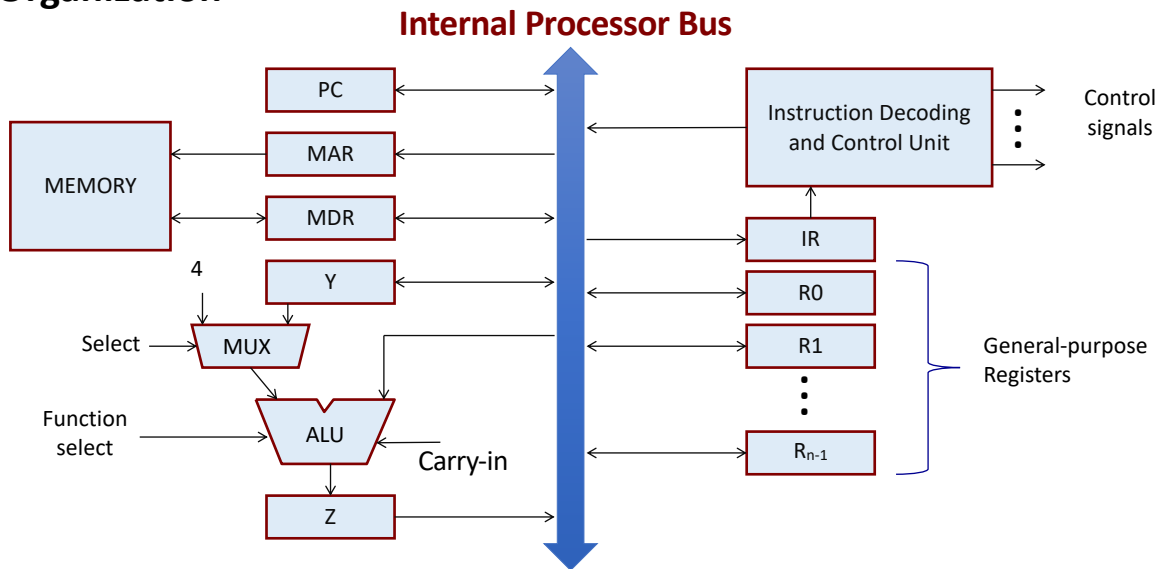 Organization
Internal Processor Bus
PC
MAR
MEMORY
MDR
4
Y
Select
MUX
Function
select
ALU
Carry-in
Z
Instruction Decoding
and Control Unit
Control
signals
IR
R0
R1
General-purpose
Registers
Rn-1